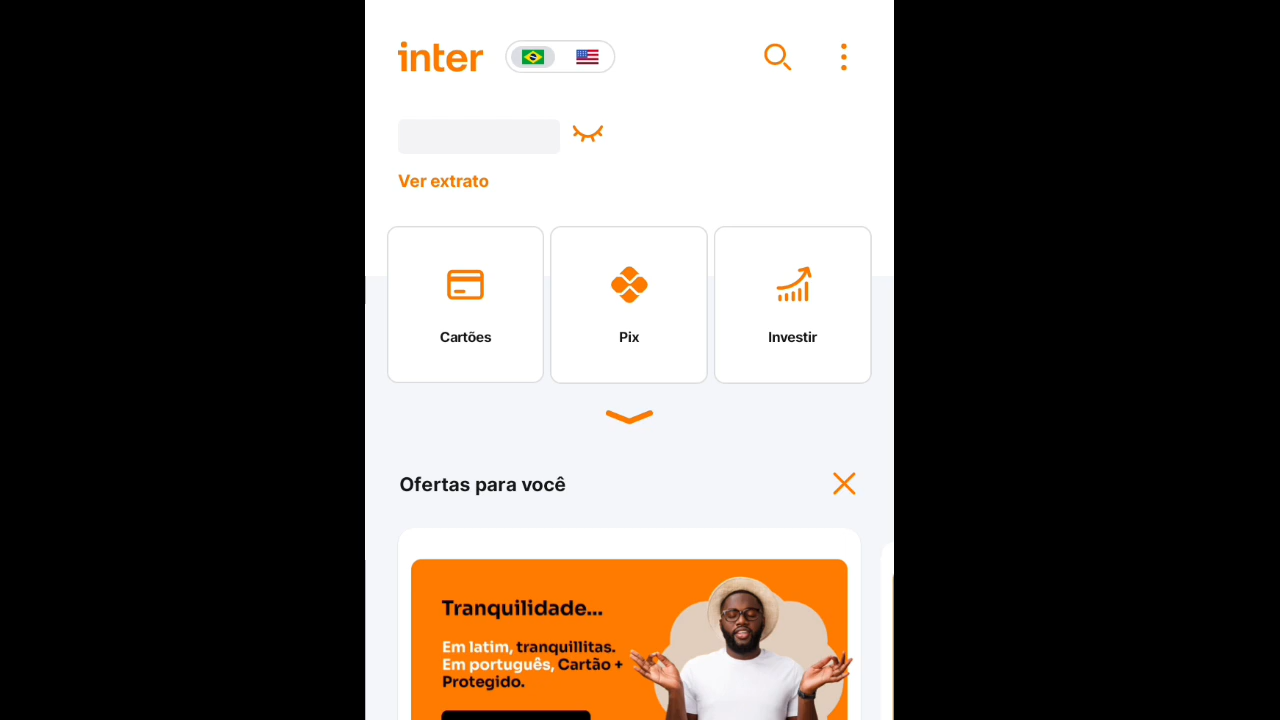 inter
Ver extrato
Cartões
Pix
Investir
Ofertas para você
Tranquilidade...
Em latim, tranquillitas.
Em português, Cartão +
Protegido.